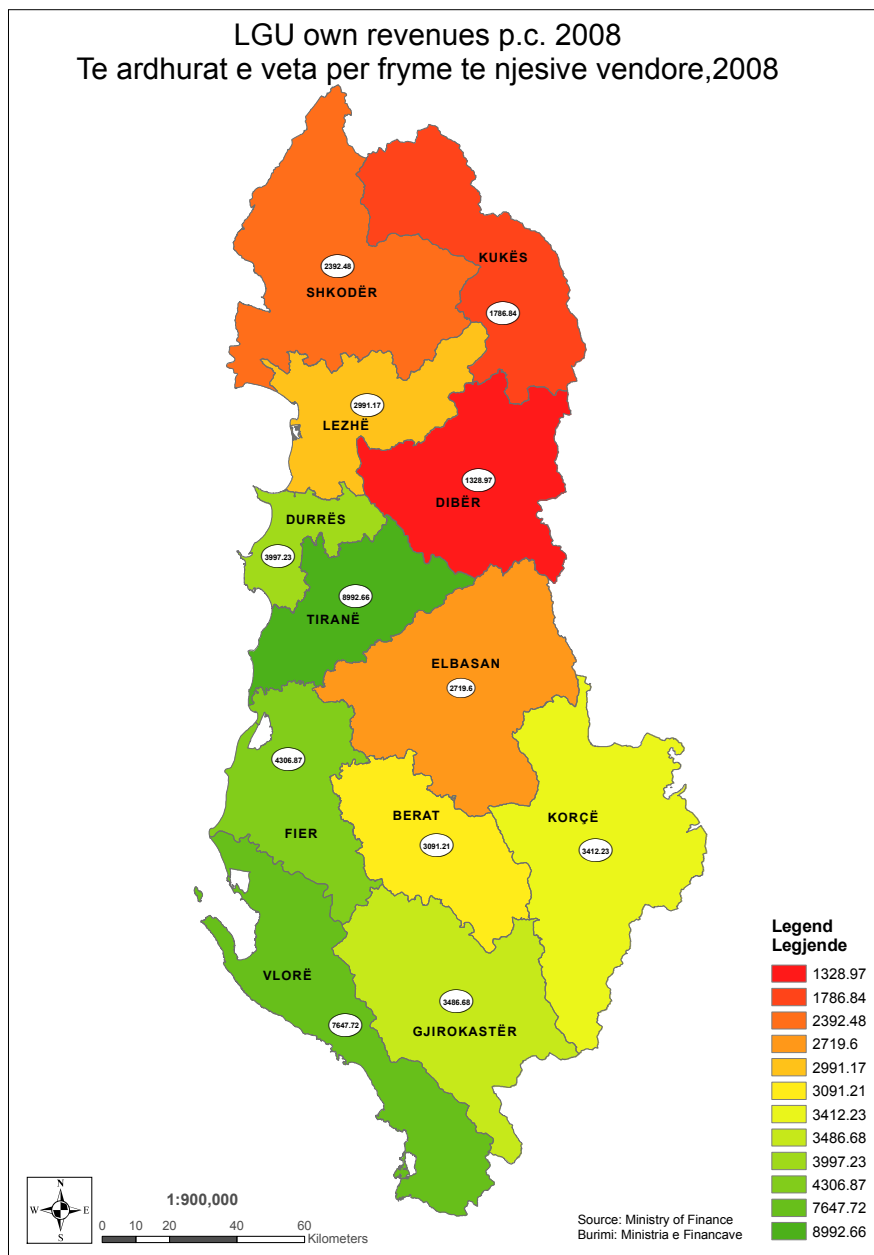 LGU own revenues p.c. 2008
Te ardhurat e veta per fryme te njesive vendore,2008
KUKËS
2392.48
SHKODËR
1786.84
2991.17
LEZHË
1328.97
DIBËR
DURRËS
3997.23
8992.66
TIRANË
ELBASAN
2719.6
4306.87
BERAT
KORÇË
FIER
3091.21
3412.23
VLORË
3486.68
7647.72
GJIROKASTËR
Legend
Legjende
1328.97
1786.84
2392.48
2719.6
2991.17
3091.21
3412.23
3486.68
3997.23
4306.87
7647.72
8992.66
N
W E
S
1:900,000
0 10 20 40 60
Kilometers
Source: Ministry of Finance
Burimi: Ministria e Financave